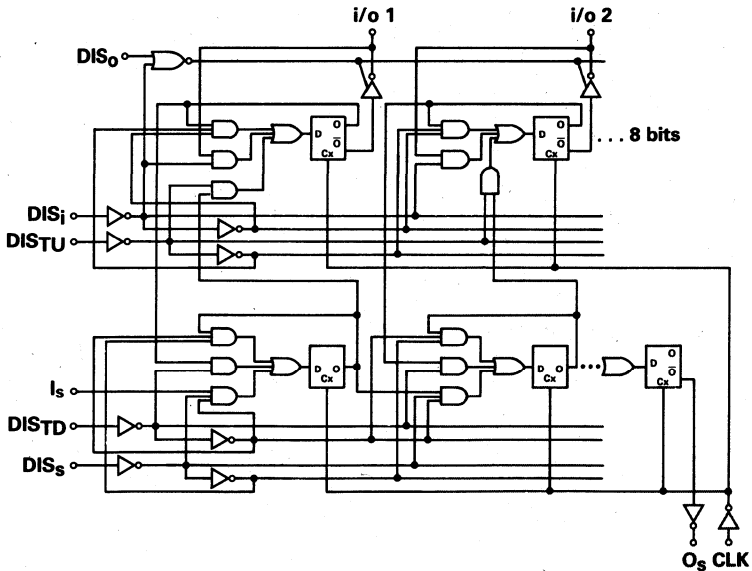 i/o 1
i/o 2
DISo
D
O
O̅
Cx
D
O
O̅
Cx
... 8 bits
DISi
DISTU
D
O
Cx
D
O
Cx
D
O
O̅
Cx
Is
DISTD
DISs
Os
CLK